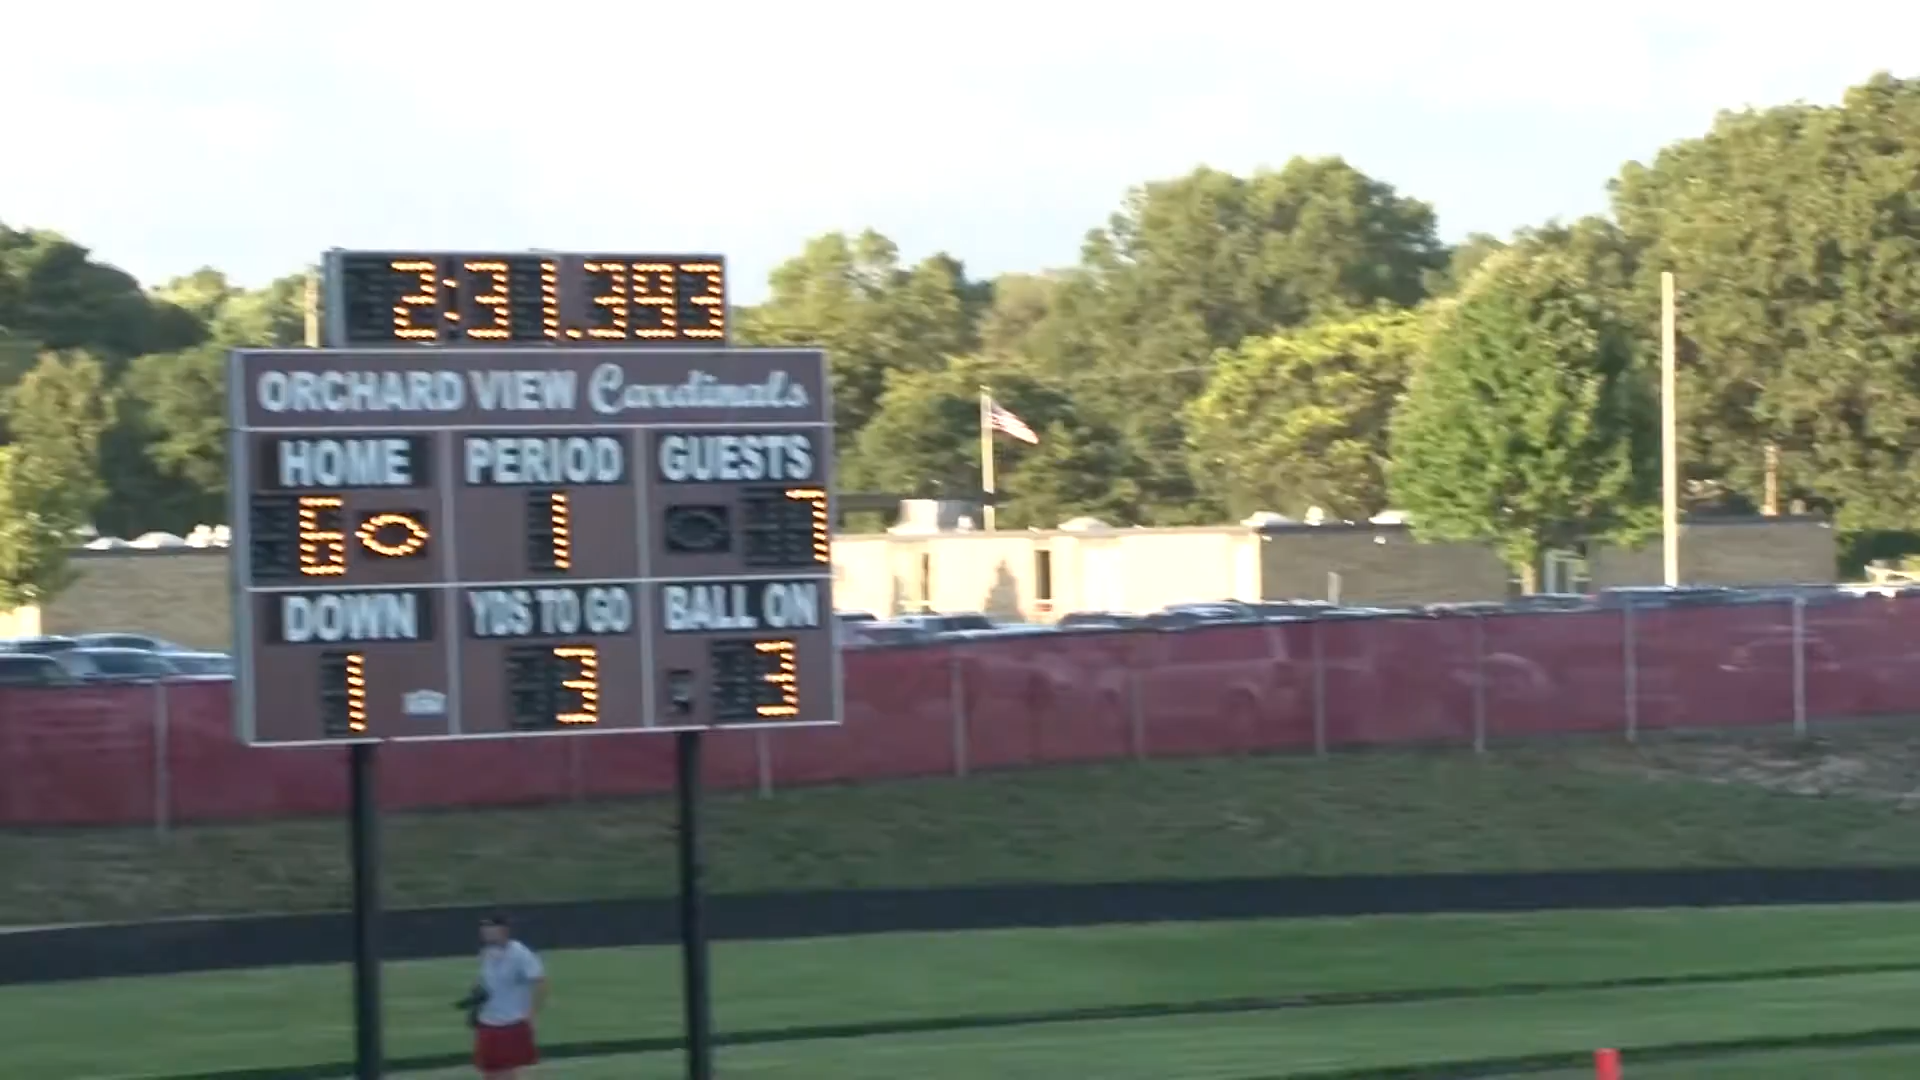 2:31.393
ORCHARD VIEW Cardinals
HOME PERIOD GUESTS
6 1 7
DOWN YDS TO GO BALL ON
1 3 3